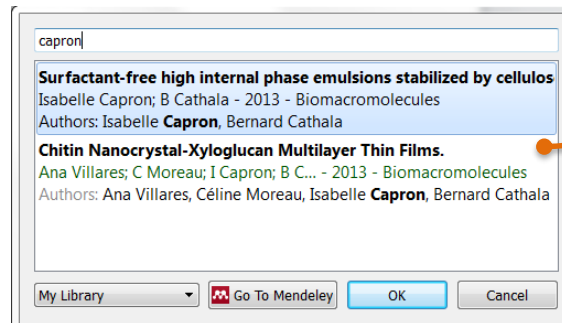 capron
Surfactant-free high internal phase emulsions stabilized by cellulos
Isabelle Capron; B Cathala - 2013 - Biomacromolecules
Authors: Isabelle Capron, Bernard Cathala
Chitin Nanocrystal-Xyloglucan Multilayer Thin Films.
Ana Villares; C Moreau; I Capron; B C... - 2013 - Biomacromolecules
Authors: Ana Villares, Céline Moreau, Isabelle Capron, Bernard Cathala
My Library Go To Mendeley OK Cancel